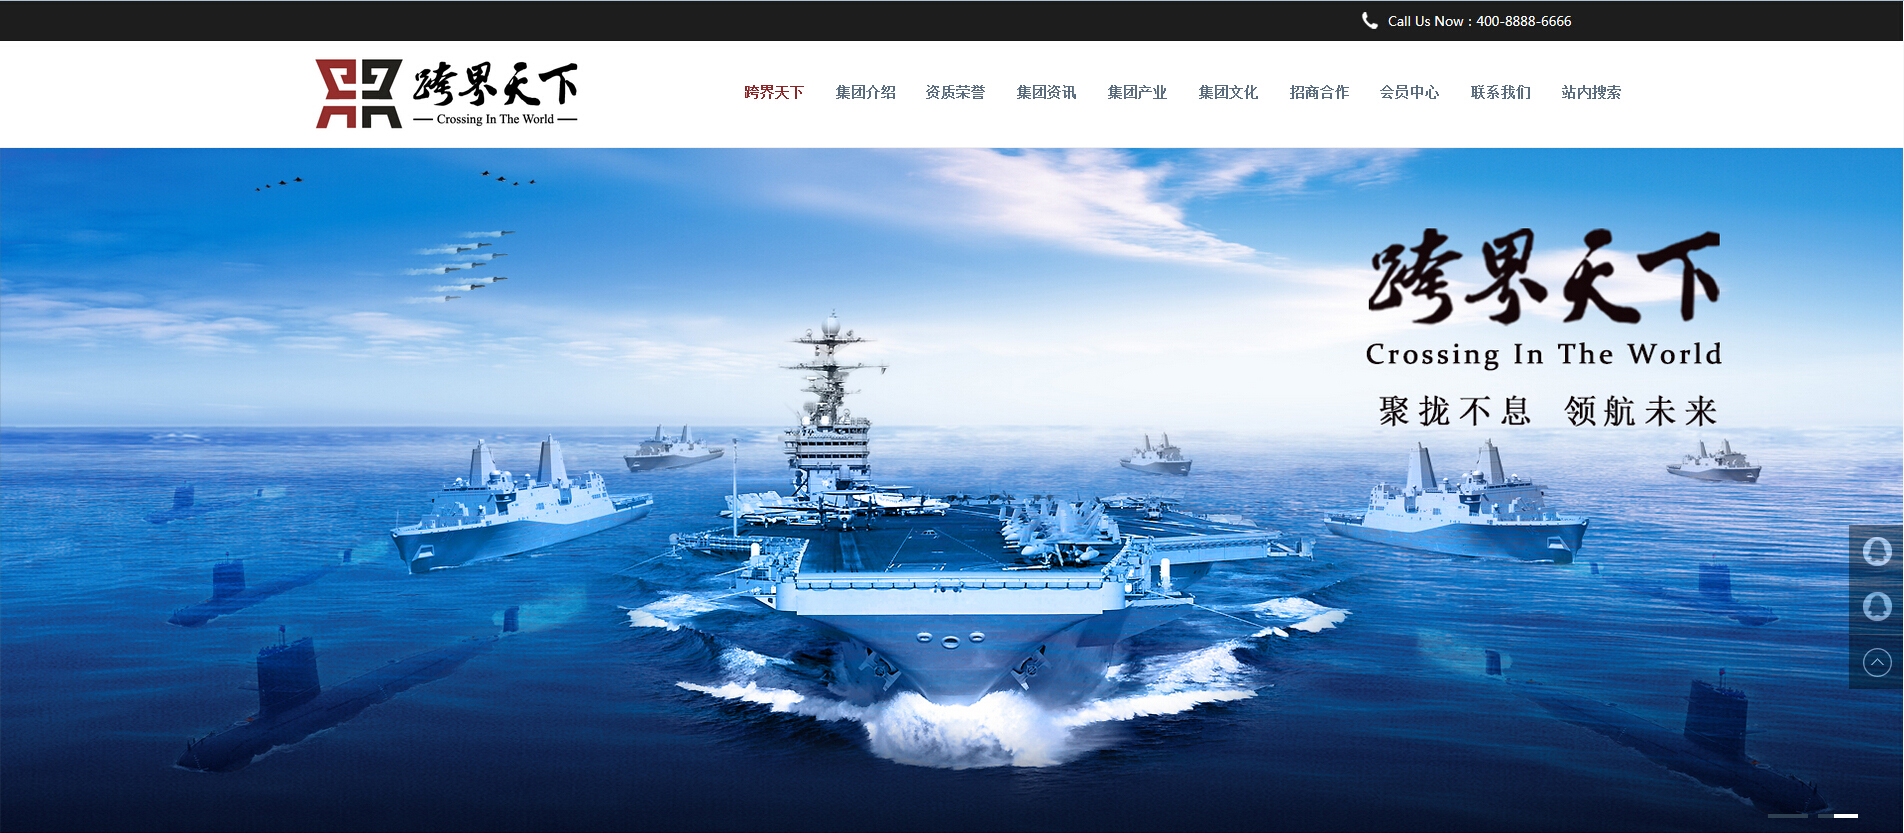 Call Us Now : 400-8888-6666
跨界天下
Crossing In The World
跨界天下 集团介绍 资质荣誉 集团资讯 集团产业 集团文化 招商合作 会员中心 联系我们 站内搜索
跨界天下
Crossing In The World
聚拢不息 领航未来